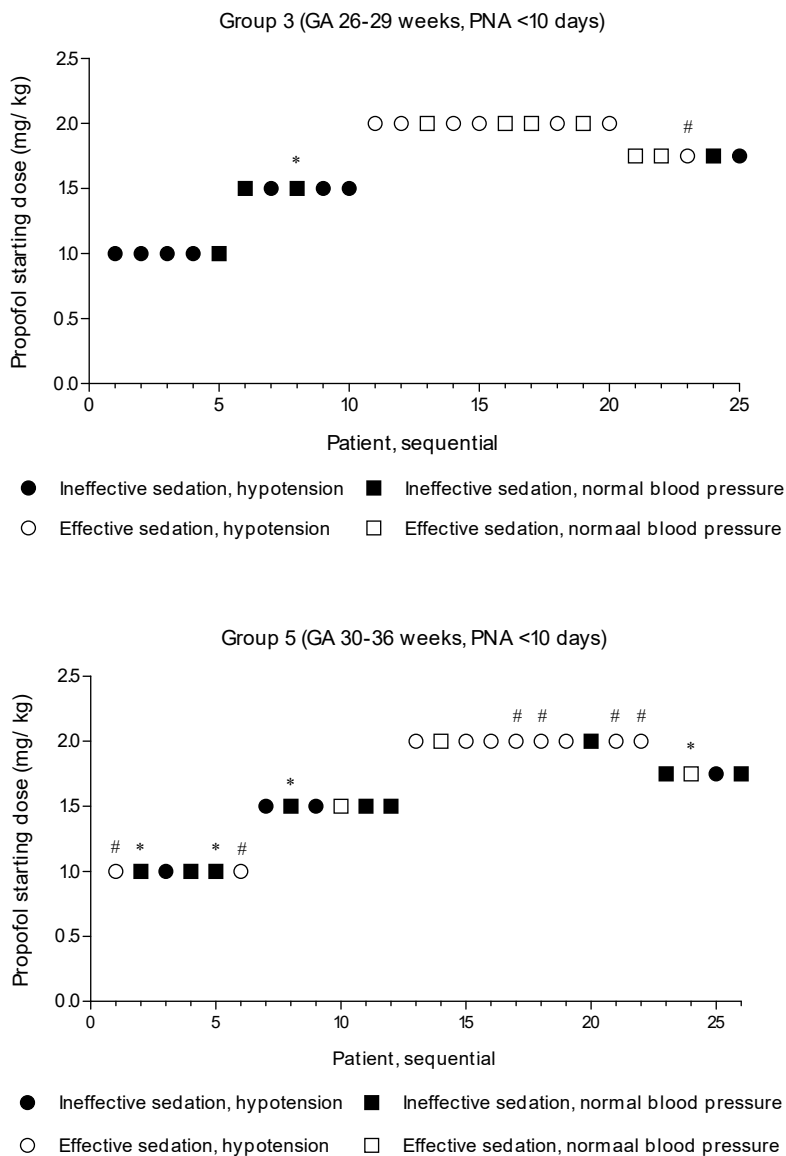 Group 3 (GA 26-29 weeks, PNA <10 days)
Propofol starting dose (mg/ kg)
2.5
2.0
1.5
1.0
0.5
0.0
#
*
0 5 10 15 20 25
Patient, sequential
Ineffective sedation, hypotension Ineffective sedation, normal blood pressure
Effective sedation, hypotension Effective sedation, normaal blood pressure
Group 5 (GA 30-36 weeks, PNA <10 days)
Propofol starting dose (mg/ kg)
2.5
2.0
1.5
1.0
0.5
0.0
# # # #
*
*
# * * #
0 5 10 15 20 25
Patient, sequential
Ineffective sedation, hypotension Ineffective sedation, normal blood pressure
Effective sedation, hypotension Effective sedation, normaal blood pressure